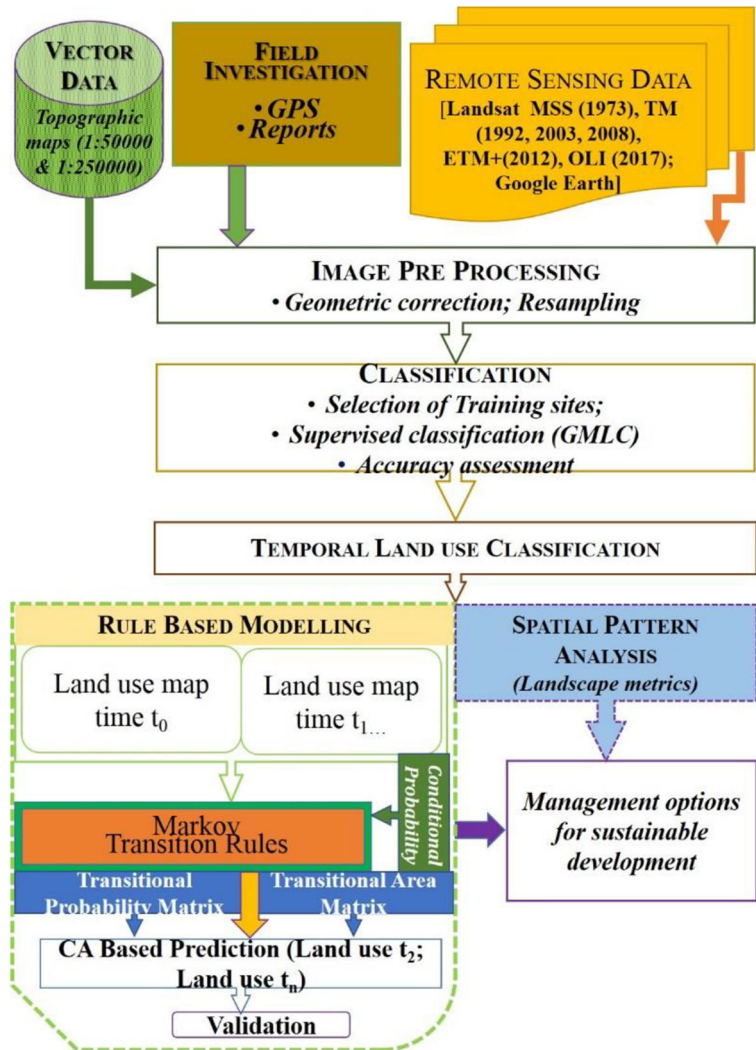 VECTOR
DATA
Topographic
maps (1:50000
& 1:250000)
FIELD
INVESTIGATION
• GPS
• Reports
REMOTE SENSING DATA
[Landsat MSS (1973), TM
(1992, 2003, 2008),
ETM+(2012), OLI (2017);
Google Earth]
IMAGE PRE PROCESSING
• Geometric correction; Resampling
CLASSIFICATION
• Selection of Training sites;
• Supervised classification (GMLC)
• Accuracy assessment
TEMPORAL LAND USE CLASSIFICATION
RULE BASED MODELLING
Land use map
time t0
Land use map
time t1...
Conditional
Probability
Markov
Transition Rules
Transitional
Probability Matrix
Transitional Area
Matrix
CA Based Prediction (Land use t2;
Land use tn)
Validation
SPATIAL PATTERN
ANALYSIS
(Landscape metrics)
Management options
for sustainable
development